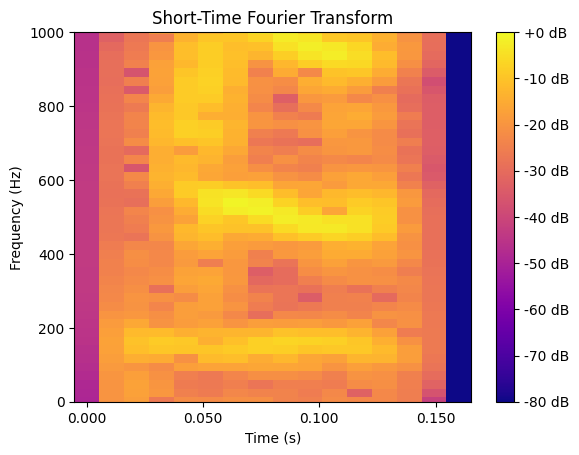 Short-Time Fourier Transform
1000
800
600
400
200
0
Frequency (Hz)
0.000
0.050
0.100
0.150
Time (s)
+0 dB
-10 dB
-20 dB
-30 dB
-40 dB
-50 dB
-60 dB
-70 dB
-80 dB